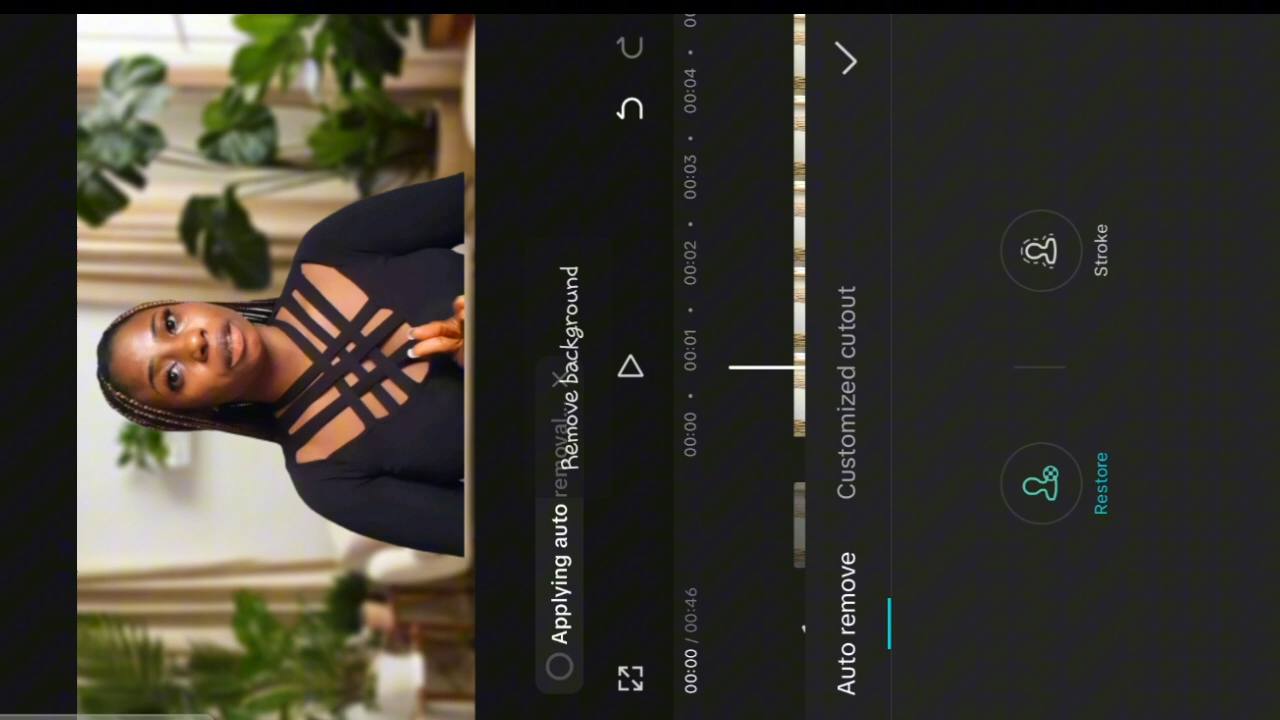 Applying auto removal...
Remove background
00:00 / 00:46
00:00
00:01
00:02
00:03
00:04
Auto remove
Customized cutout
Restore
Stroke